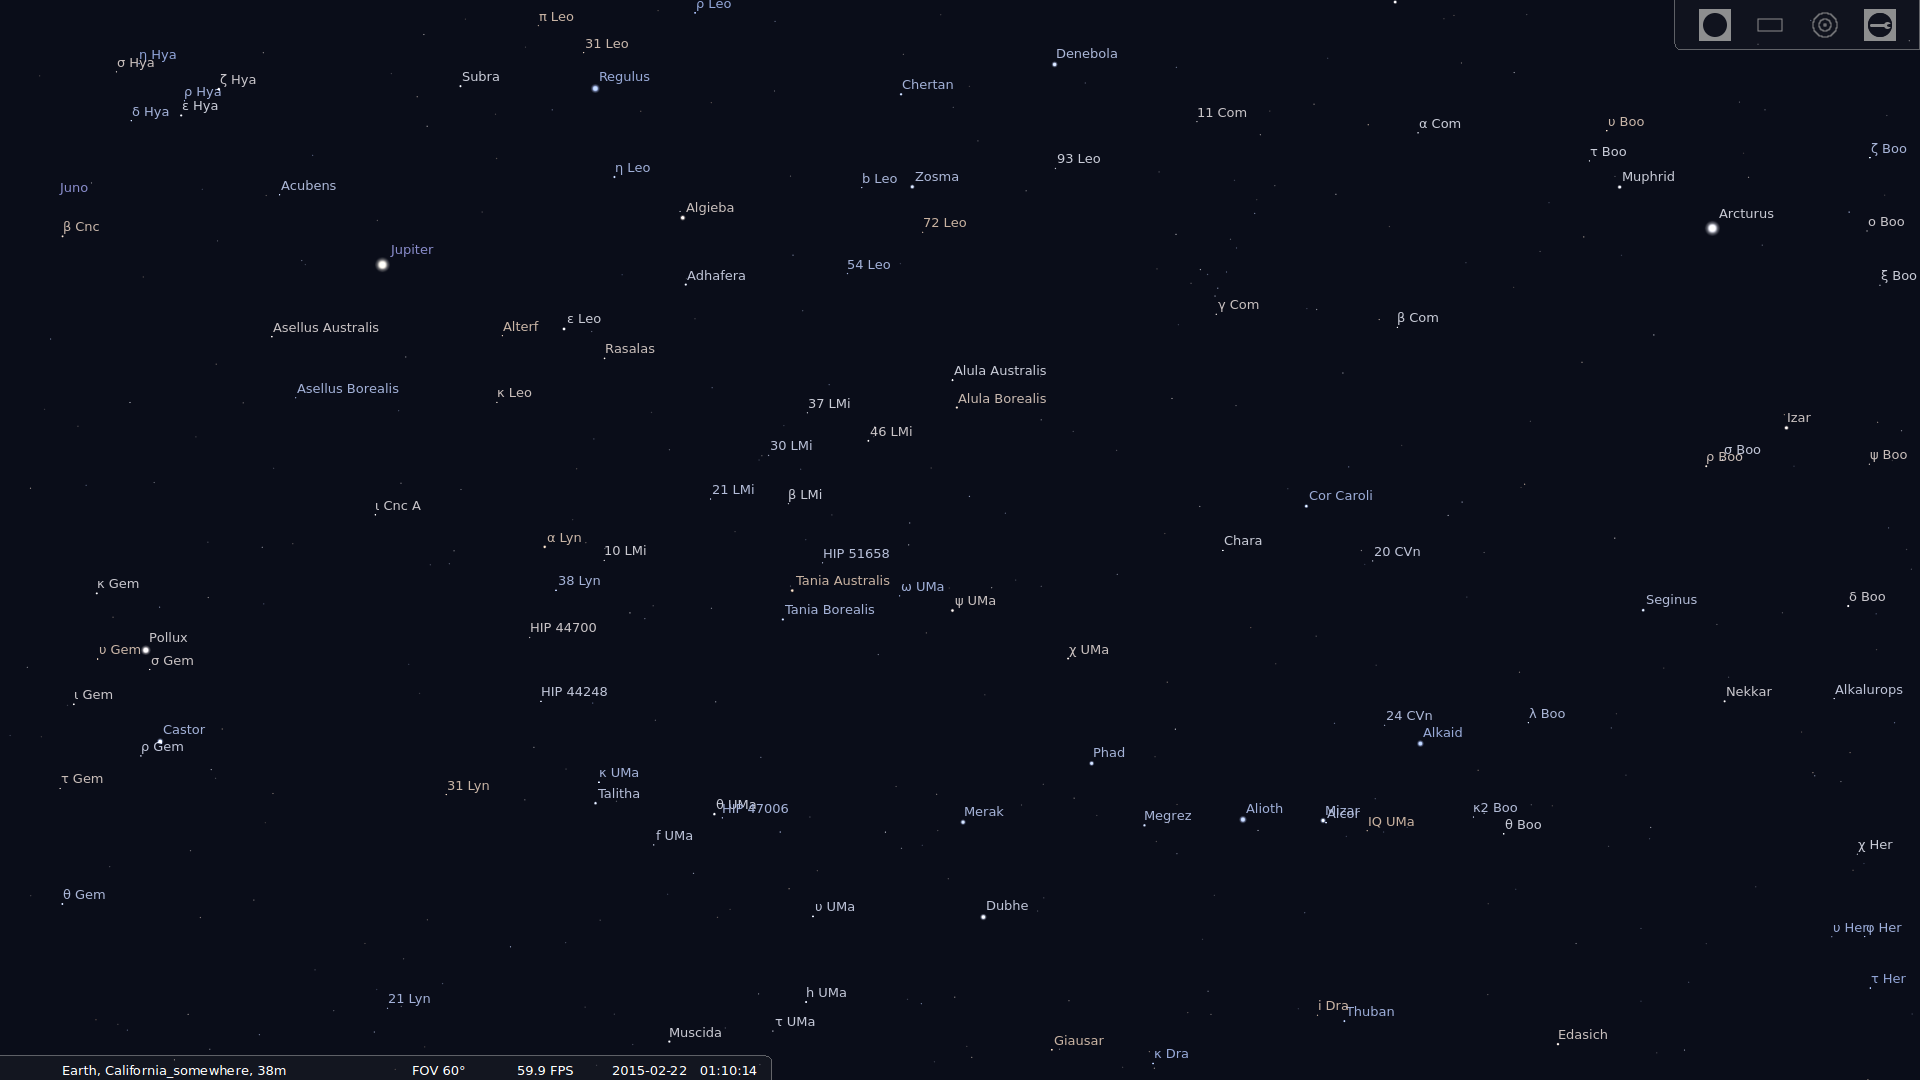 ρ Leo
π Leo
31 Leo
η Hya
σ Hya
Denebola
ζ Hya
Subra
Regulus
Chertan
ρ Hya
ε Hya
δ Hya
11 Com
α Com
υ Boo
τ Boo
ζ Boo
93 Leo
η Leo
b Leo
Zosma
Muphrid
Juno
Acubens
Algieba
Arcturus
β Cnc
72 Leo
ο Boo
Jupiter
54 Leo
Adhafera
ξ Boo
γ Com
β Com
Asellus Australis
Alterf
ε Leo
Rasalas
Alula Australis
Asellus Borealis
κ Leo
Alula Borealis
37 LMi
Izar
46 LMi
30 LMi
σ Boo
ρ Boo
ψ Boo
21 LMi
β LMi
Cor Caroli
ι Cnc A
α Lyn
Chara
10 LMi
HIP 51658
20 CVn
κ Gem
38 Lyn
Tania Australis
ω UMa
ψ UMa
Seginus
δ Boo
Tania Borealis
HIP 44700
Pollux
υ Gem
σ Gem
χ UMa
ι Gem
HIP 44248
Nekkar
Alkalurops
24 CVn
λ Boo
Castor
Alkaid
ρ Gem
Phad
τ Gem
31 Lyn
κ UMa
Talitha
θ UMa
HIP 47006
Merak
Megrez
Alioth
Mizar
Alcor
IQ UMa
κ2 Boo
θ Boo
f UMa
χ Her
θ Gem
υ UMa
Dubhe
υ Her
φ Her
τ Her
21 Lyn
h UMa
i Dra
Thuban
τ UMa
Muscida
Giausar
κ Dra
Edasich
Earth, California_somewhere, 38m FOV 60° 59.9 FPS 2015-02-22 01:10:14